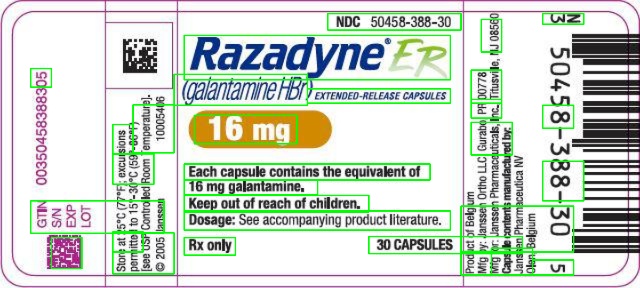 NDC 50458-388-30
Razadyne® ER
(galantamine HBr) EXTENDED-RELEASE CAPSULES
16 mg
Each capsule contains the equivalent of
16 mg galantamine.
Keep out of reach of children.
Dosage: See accompanying product literature.
Rx only 30 CAPSULES
00350458388305
GTIN
S/N
EXP
LOT
Store at 25°C (77°F); excursions
permitted to 15°-30°C (59°-86°F)
[see USP Controlled Room Temperature].
© 2005 Janssen 10005406
Product of Belgium
Mfg by: Janssen Ortho LLC, Gurabo, PR 00778
Mfg for: Janssen Pharmaceuticals, Inc., Titusville, NJ 08560
Capsule contents manufactured by:
Janssen Pharmaceutica NV
Olen, Belgium
N
3 50458-388-30 5